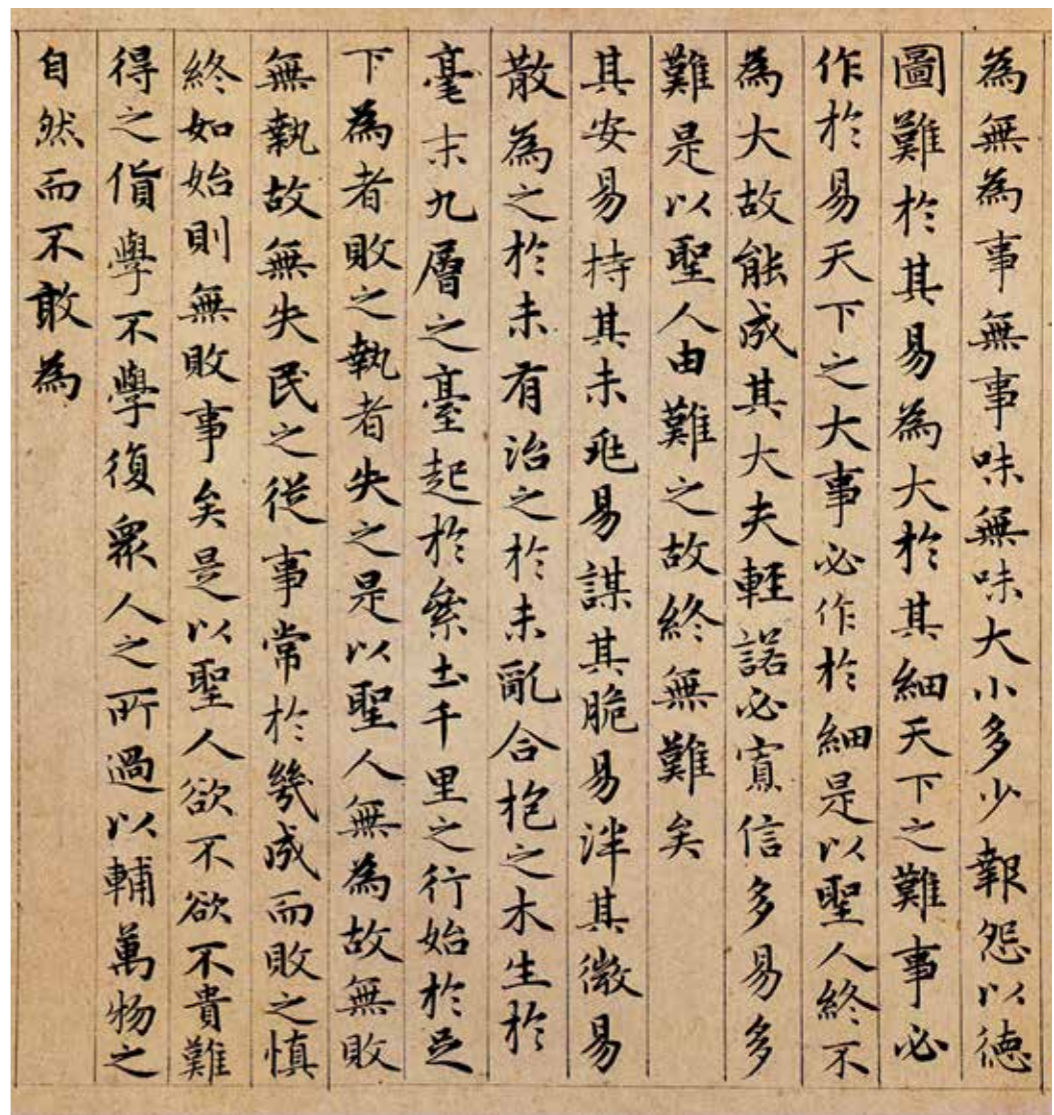 為無為事無事味無味大小多少報怨以德
圖難於其易為大於其細天下之難事必
作於易天下之大事必作於細是以聖人終不
為大故能成其大夫輕諾必寡信多易多
難是以聖人由難之故終無難矣
其安易持其未兆易謀其脆易泮其微易
散為之於未有治之於未亂合抱之木生於
毫末九層之臺起於累土千里之行始於足
下為者敗之執者失之是以聖人無為故無敗
無執故無失民之從事常於幾成而敗之慎
終如始則無敗事矣是以聖人欲不欲不貴難
得之貨學不學復眾人之所過以輔萬物之
自然而不敢為